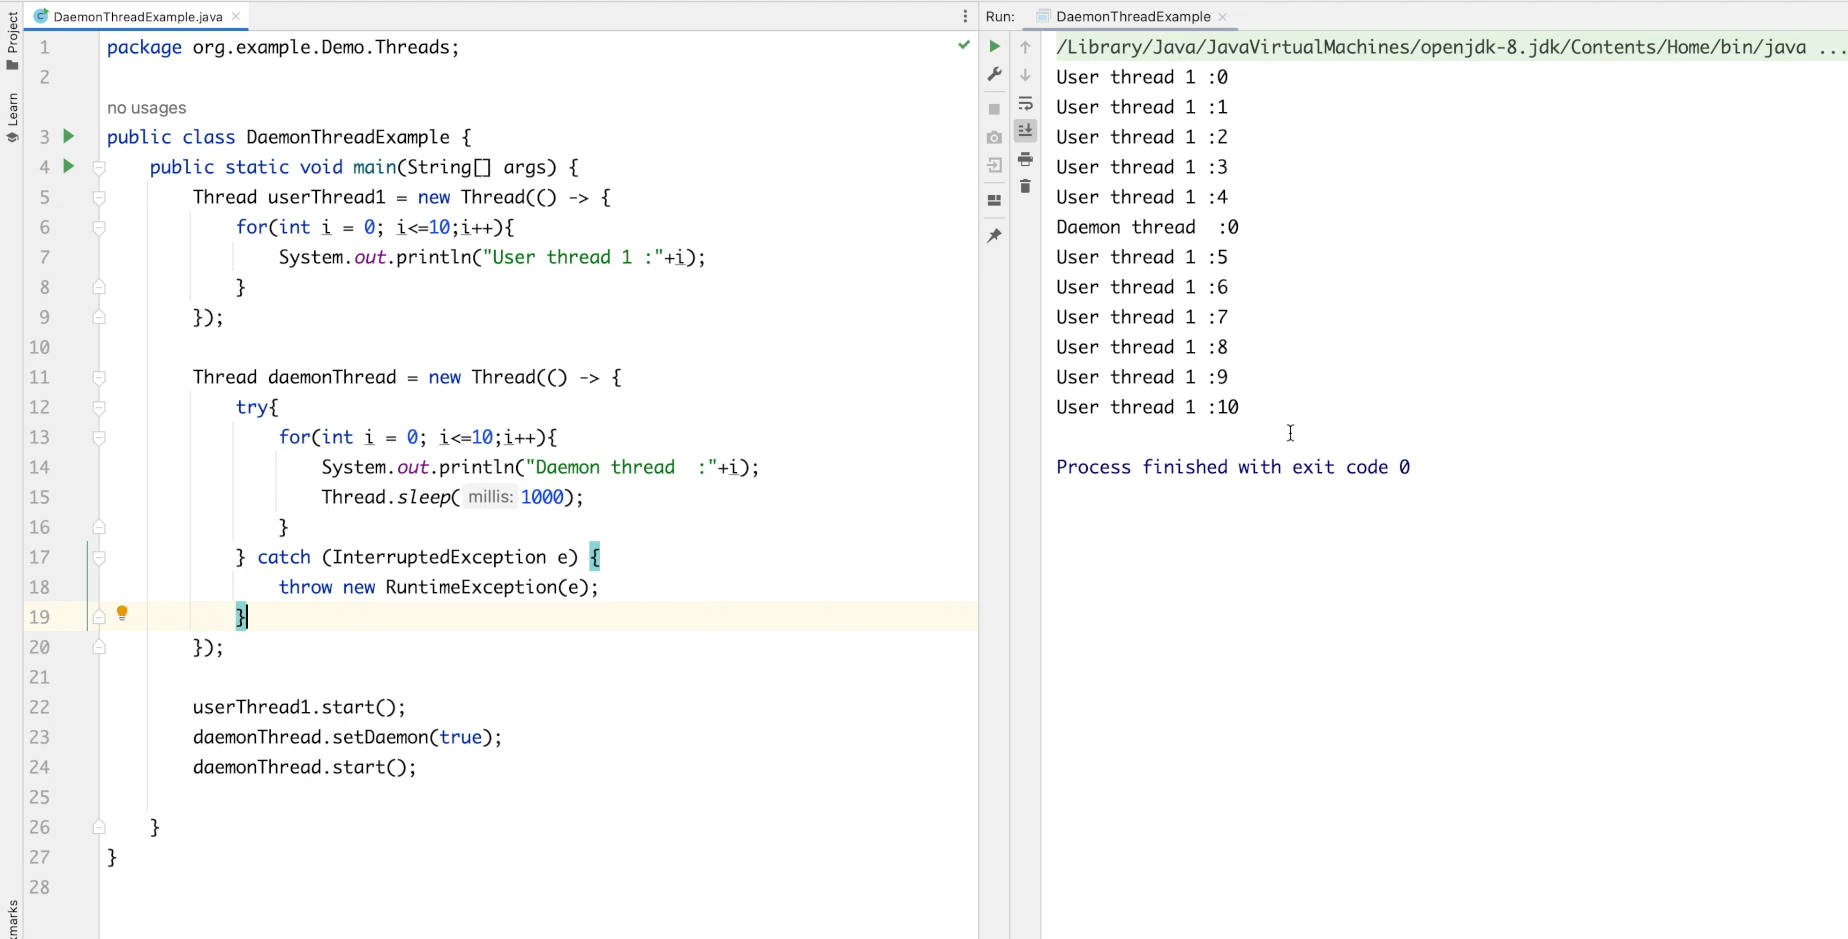 Project
Learn
kmarks
DaemonThreadExample.java
1 package org.example.Demo.Threads;
2
no usages
3 public class DaemonThreadExample {
4 public static void main(String[] args) {
5 Thread userThread1 = new Thread(() -> {
6 for(int i = 0; i<=10;i++){
7 System.out.println("User thread 1 :"+i);
8 }
9 });
10
11 Thread daemonThread = new Thread(() -> {
12 try{
13 for(int i = 0; i<=10;i++){
14 System.out.println("Daemon thread  :"+i);
15 Thread.sleep( millis: 1000);
16 }
17 } catch (InterruptedException e) {
18 throw new RuntimeException(e);
19 }
20 });
21
22 userThread1.start();
23 daemonThread.setDaemon(true);
24 daemonThread.start();
25
26 }
27 }
28
Run: DaemonThreadExample
/Library/Java/JavaVirtualMachines/openjdk-8.jdk/Contents/Home/bin/java ...
User thread 1 :0
User thread 1 :1
User thread 1 :2
User thread 1 :3
User thread 1 :4
Daemon thread  :0
User thread 1 :5
User thread 1 :6
User thread 1 :7
User thread 1 :8
User thread 1 :9
User thread 1 :10
Process finished with exit code 0